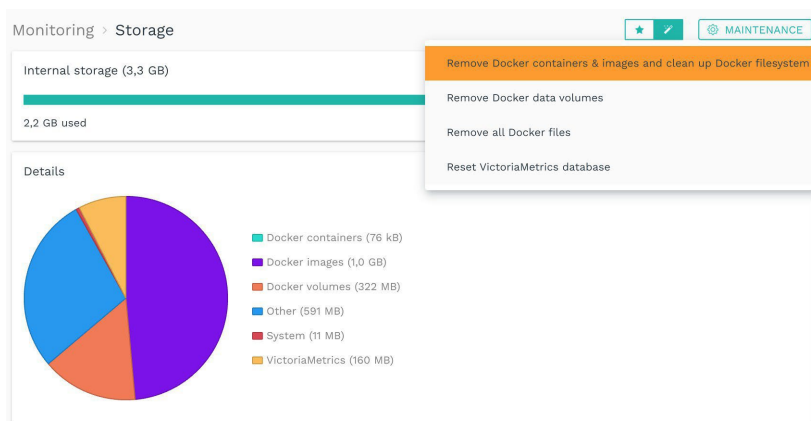 Monitoring > Storage
MAINTENANCE
Internal storage (3,3 GB)
2,2 GB used
Remove Docker containers & images and clean up Docker filesystem
Remove Docker data volumes
Remove all Docker files
Reset VictoriaMetrics database
Details
Docker containers (76 kB)
Docker images (1,0 GB)
Docker volumes (322 MB)
Other (591 MB)
System (11 MB)
VictoriaMetrics (160 MB)